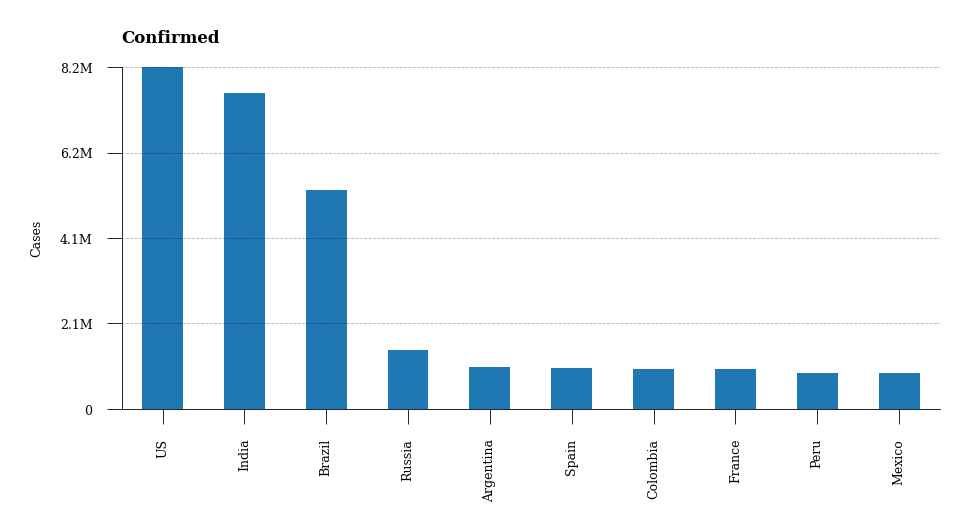 Confirmed
8.2M
6.2M
4.1M
2.1M
0
Cases
US
India
Brazil
Russia
Argentina
Spain
Colombia
France
Peru
Mexico